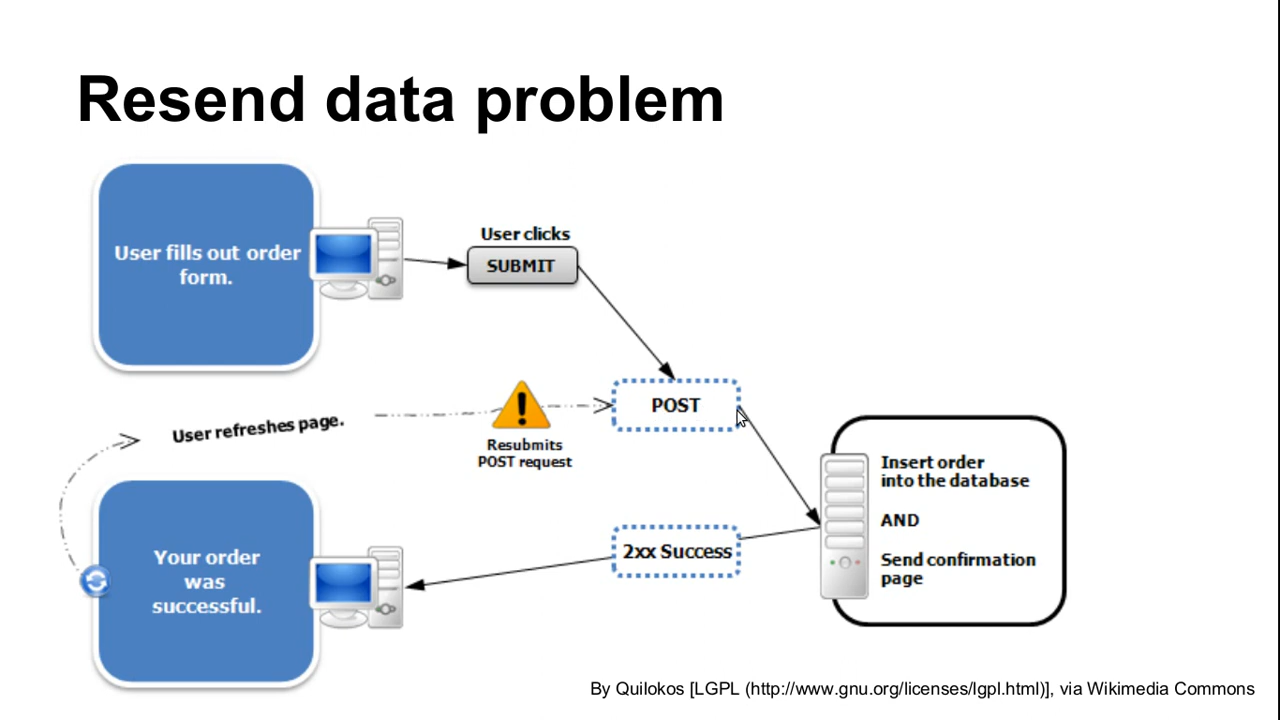 Resend data problem
User fills out order
form.
User clicks
SUBMIT
POST
User refreshes page.
Resubmits
POST request
Insert order
into the database
AND
Send confirmation
page
2xx Success
Your order
was
successful.
By Quilokos [LGPL (http://www.gnu.org/licenses/lgpl.html)], via Wikimedia Commons